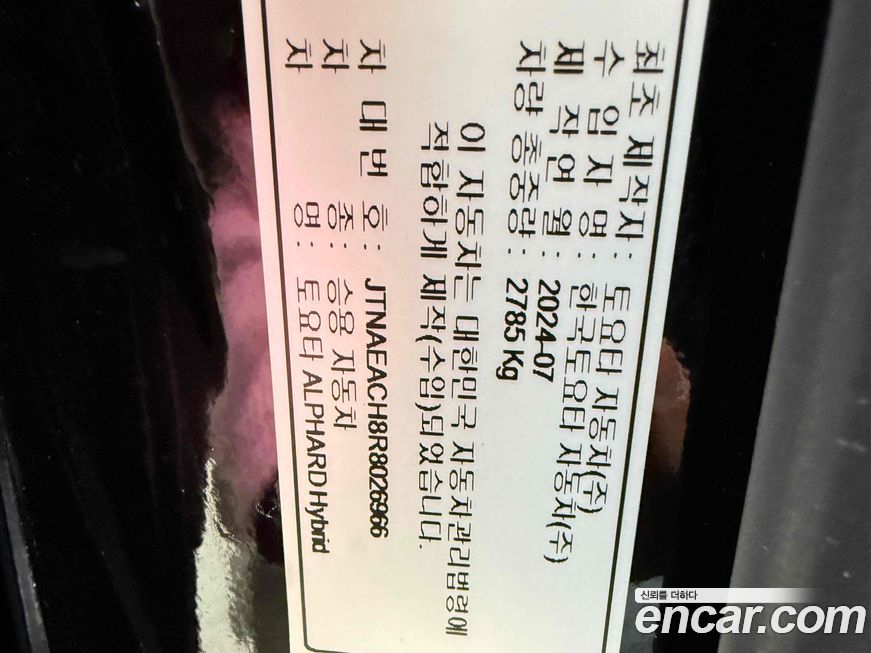 최초 제작자 : 토요타 자동차(주)
수 입 자 명 : 한국토요타 자동차(주)
제 작 연 월 : 2024-07
차량 총중량 : 2785 Kg
이 자동차는 대한민국 자동차관리법령에
적합하게 제작(수입)되었습니다.
차 대 번 호 : JTNAEACH8R8026966
차 종 : 승용 자동차
차 명 : 토요타 ALPHARD Hybrid
신뢰를 더하다
encar.com